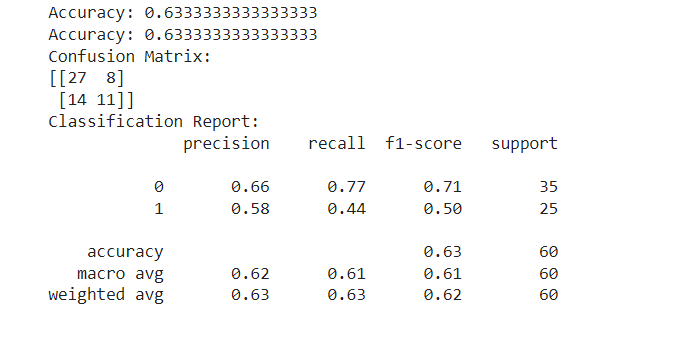 Accuracy: 0.6333333333333333
Accuracy: 0.6333333333333333
Confusion Matrix:
[[27  8]
 [14 11]]
Classification Report:
              precision    recall  f1-score   support

           0       0.66      0.77      0.71        35
           1       0.58      0.44      0.50        25

    accuracy                           0.63        60
   macro avg       0.62      0.61      0.61        60
weighted avg       0.63      0.63      0.62        60